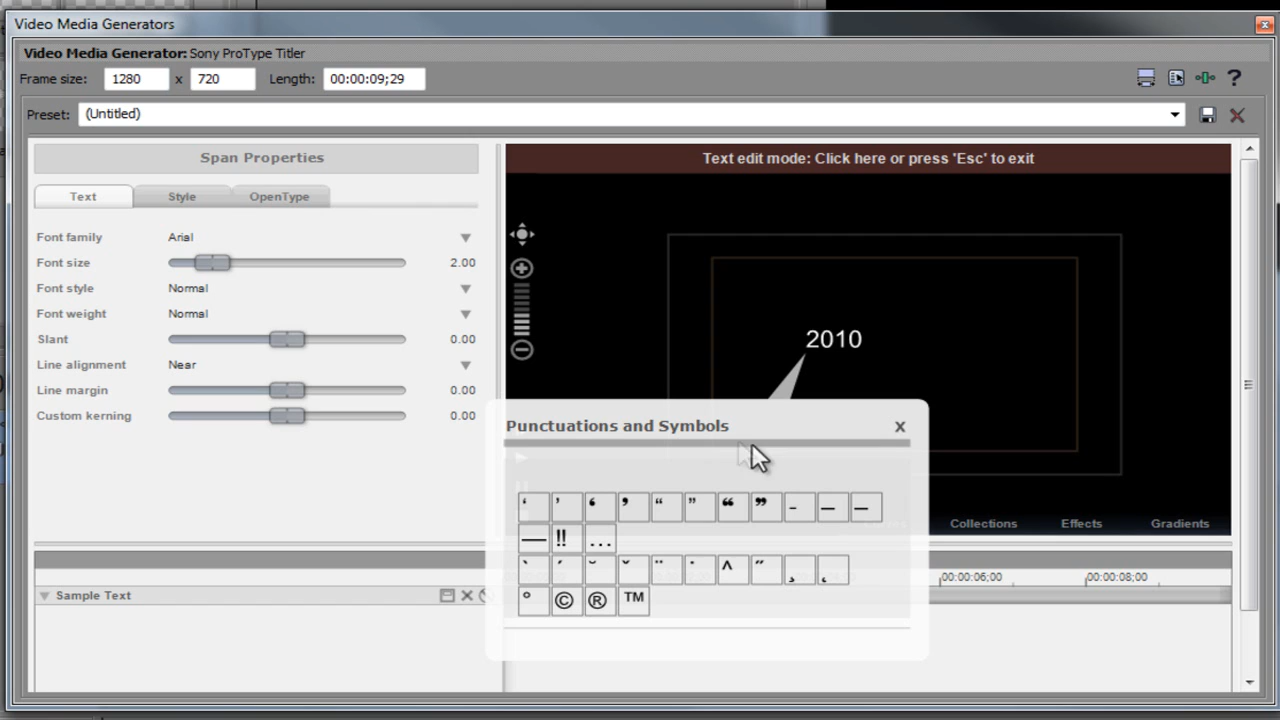 Video Media Generators
Video Media Generator: Sony ProType Titler
Frame size: 1280 x 720 Length: 00:00:09;29
Preset: (Untitled)
Span Properties
Text Style OpenType
Font family Arial
Font size 2.00
Font style Normal
Font weight Normal
Slant 0.00
Line alignment Near
Line margin 0.00
Custom kerning 0.00
Text edit mode: Click here or press 'Esc' to exit
2010
Punctuations and Symbols x
‘ ’ ❛ ❜ “ ” ❝ ❞ - – —
― ‼ …
` ´ ˘ ˇ ¨ ˙ ^ ˝ ¸ ˛
° © ® ™
Collections Effects Gradients
00:00:06;00 00:00:08;00
Sample Text